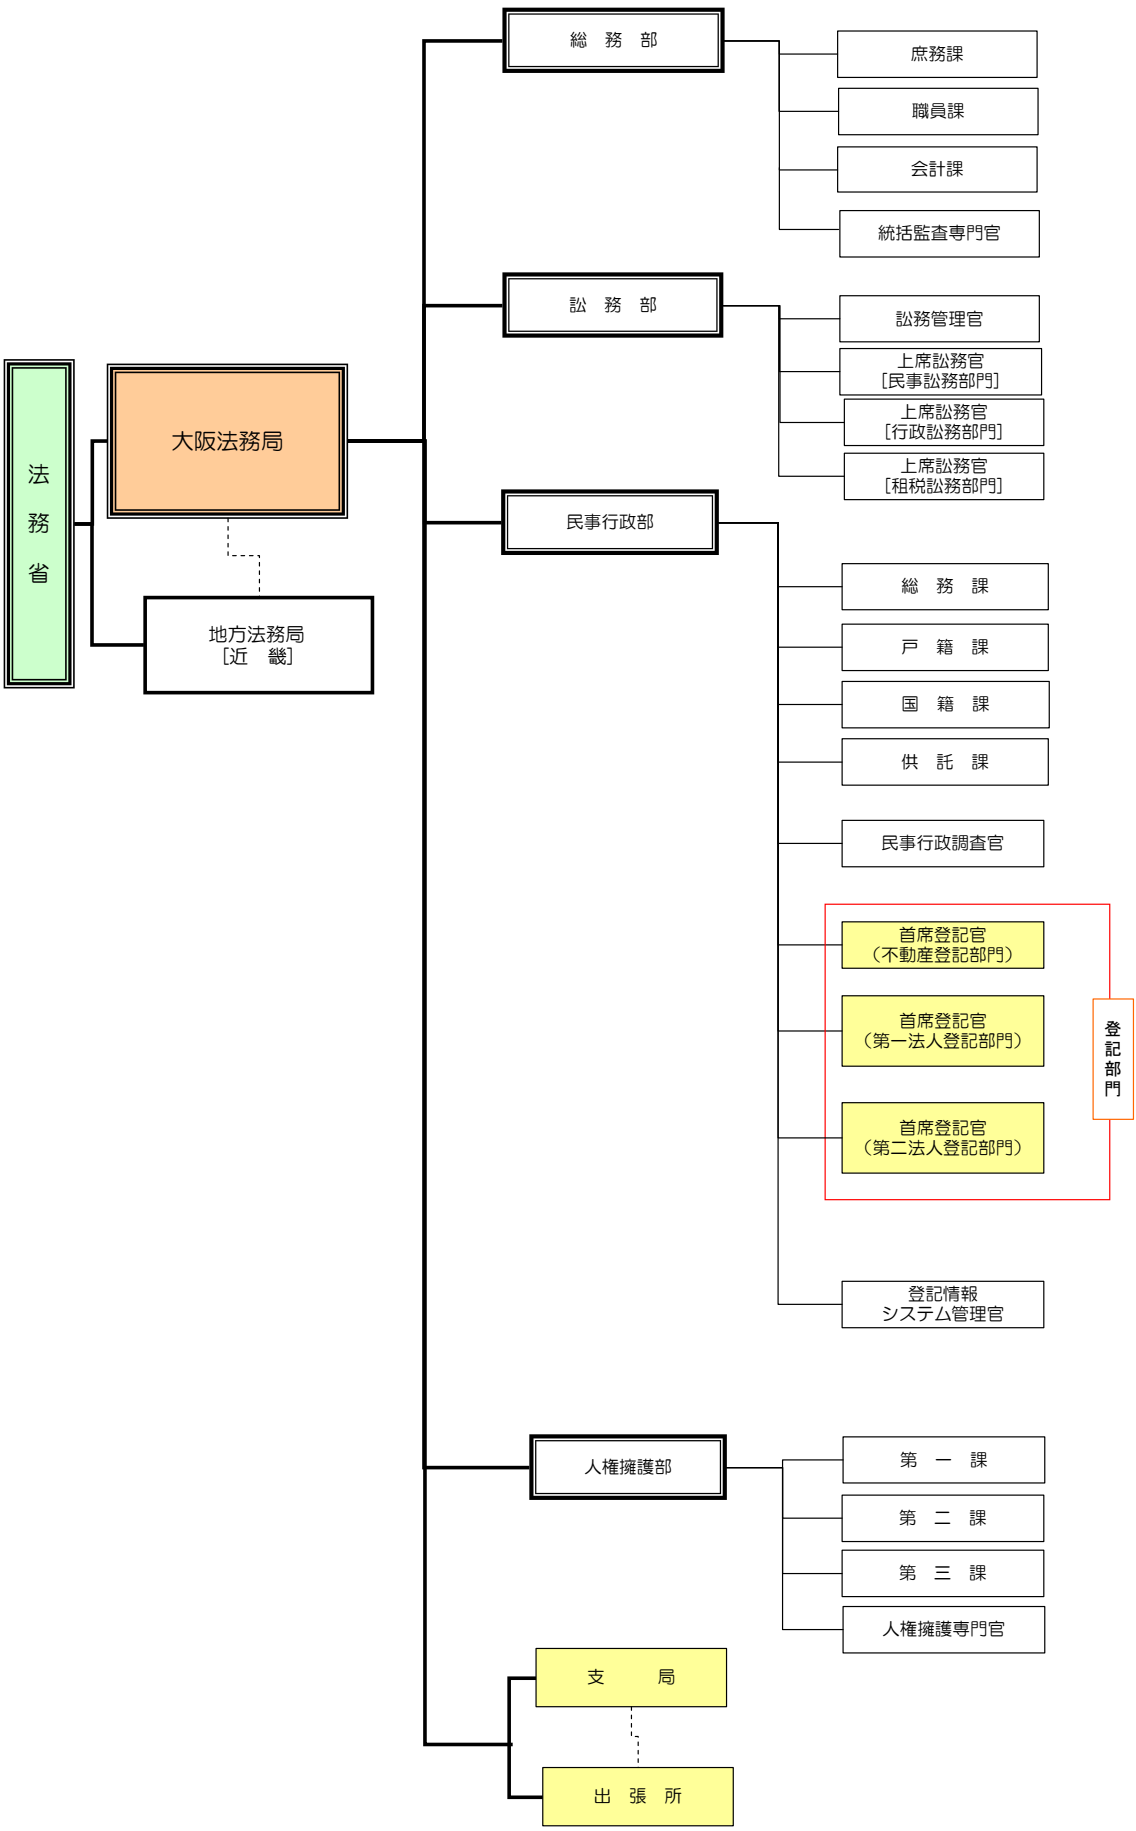 法務省
大阪法務局
地方法務局
[近　畿]
総　務　部
庶務課
職員課
会計課
統括監査専門官
訟　務　部
訟務管理官
上席訟務官
[民事訟務部門]
上席訟務官
[行政訟務部門]
上席訟務官
[租税訟務部門]
民事行政部
総　務　課
戸　籍　課
国　籍　課
供　託　課
民事行政調査官
首席登記官
（不動産登記部門）
首席登記官
（第一法人登記部門）
首席登記官
（第二法人登記部門）
登記部門
登記情報
システム管理官
人権擁護部
第　一　課
第　二　課
第　三　課
人権擁護専門官
支　　　局
出　張　所